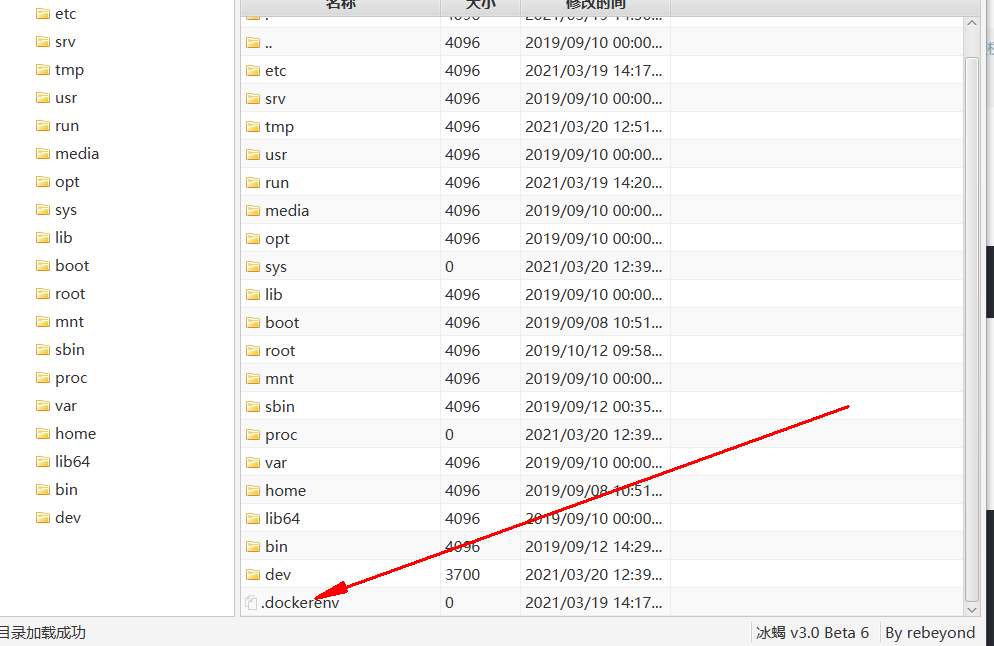 名称 大小 修改时间
etc
srv
tmp
usr
run
media
opt
sys
lib
boot
root
mnt
sbin
proc
var
home
lib64
bin
dev
.. 4096 2019/09/10 00:00...
etc 4096 2021/03/19 14:17...
srv 4096 2019/09/10 00:00...
tmp 4096 2021/03/20 12:51...
usr 4096 2019/09/10 00:00...
run 4096 2021/03/19 14:20...
media 4096 2019/09/10 00:00...
opt 4096 2019/09/10 00:00...
sys 0 2021/03/20 12:39...
lib 4096 2019/09/10 00:00...
boot 4096 2019/09/08 10:51...
root 4096 2019/10/12 09:58...
mnt 4096 2019/09/10 00:00...
sbin 4096 2019/09/12 00:35...
proc 0 2021/03/20 12:39...
var 4096 2019/09/10 00:00...
home 4096 2019/09/08 10:51...
lib64 4096 2019/09/10 00:00...
bin 4096 2019/09/12 14:29...
dev 3700 2021/03/20 12:39...
.dockerenv 0 2021/03/19 14:17...
目录加载成功
冰蝎 v3.0 Beta 6 By rebeyond